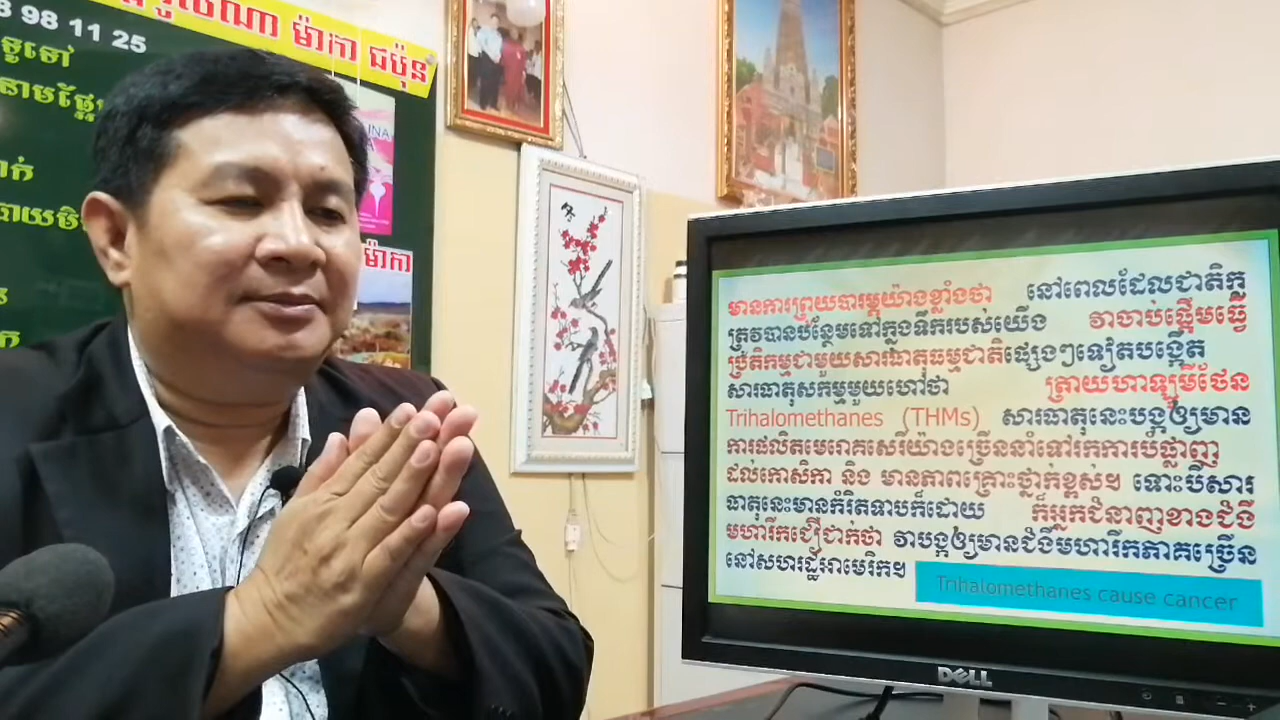 98 11 25
ម៉ាកា ជប៉ុន
មានការព្រួយបារម្ភយ៉ាងខ្លាំងថា នៅពេលដែលជាតិក្ល
ត្រូវបានបន្ថែមទៅក្នុងទឹករបស់យើង វាចាប់ផ្តើមធ្វើ
ប្រតិកម្មជាមួយសារធាតុធម្មជាតិផ្សេងៗទៀតបង្កើត
សារធាតុសកម្មមួយហៅថា ត្រាយហាឡូមីថែន
Trihalomethanes (THMs) សារធាតុនេះបង្កឲ្យមាន
ការផលិតមេរោគសេរីយ៉ាងច្រើននាំទៅរកការបំផ្លាញ
ដល់កោសិកា និង មានភាពគ្រោះថ្នាក់ខ្ពស់។ ទោះបីសារ
ធាតុនេះមានកំរិតទាបក៏ដោយ ក៏អ្នកជំនាញខាងជំងឺ
មហារីកជឿជាក់ថា វាបង្កឲ្យមានជំងឺមហារីកភាគច្រើន
នៅសហរដ្ឋអាមេរិក។
Trihalomethanes cause cancer
ម៉ាកា
DELL